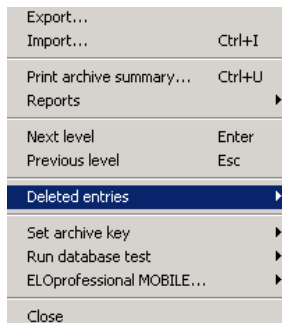 Export...
Import... Ctrl+I
Print archive summary... Ctrl+U
Reports
Next level Enter
Previous level Esc
Deleted entries
Set archive key
Run database test
ELOprofessional MOBILE...
Close